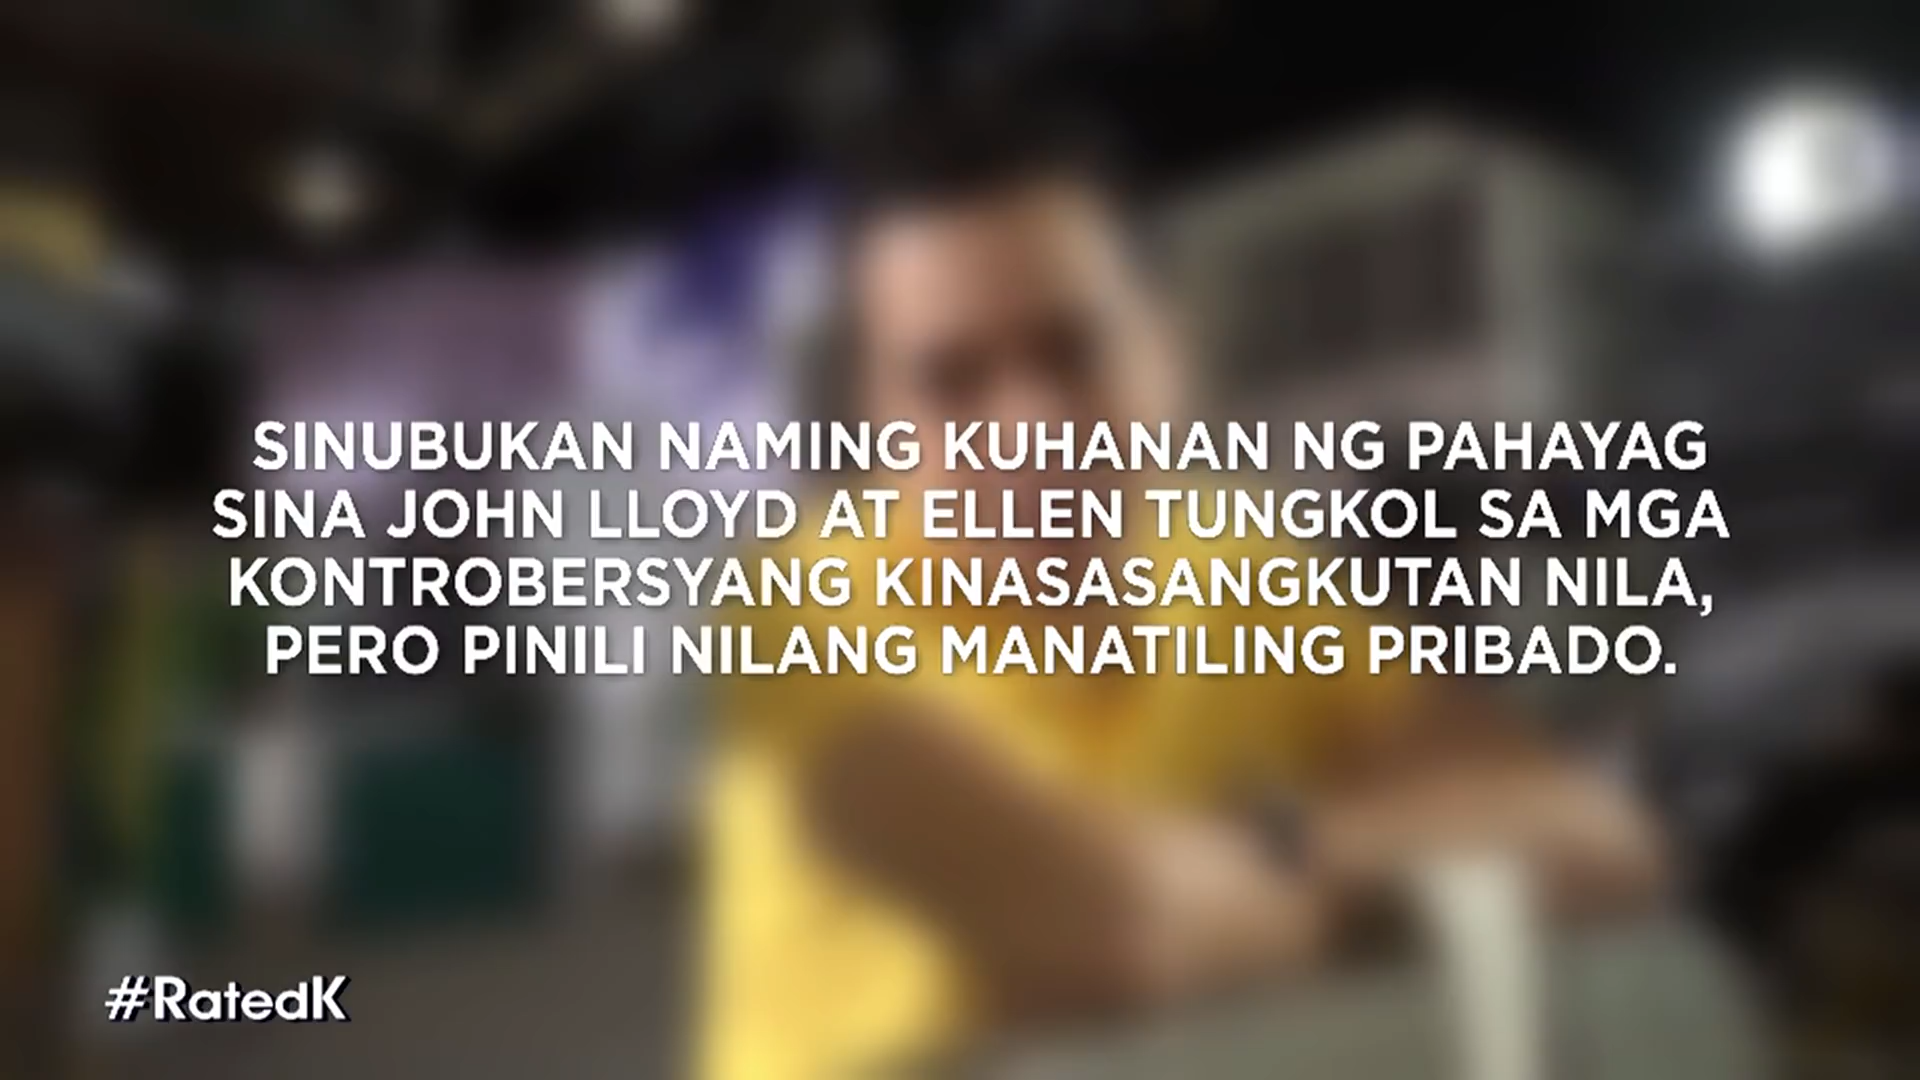 SINUBUKAN NAMING KUHANAN NG PAHAYAG
SINA JOHN LLOYD AT ELLEN TUNGKOL SA MGA
KONTROBERSYANG KINASASANGKUTAN NILA,
PERO PINILI NILANG MANATILING PRIBADO.
#RatedK